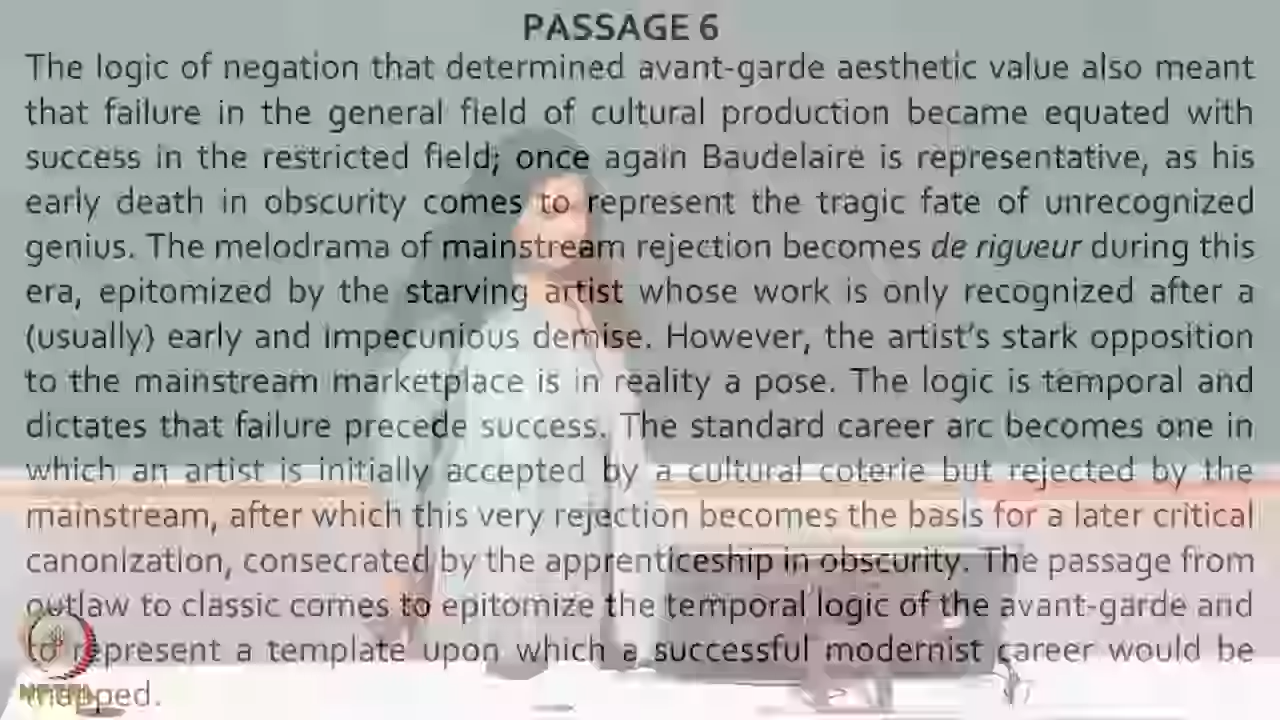 PASSAGE 6
The logic of negation that determined avant-garde aesthetic value also meant
that failure in the general field of cultural production became equated with
success in the restricted field; once again Baudelaire is representative, as his
early death in obscurity comes to represent the tragic fate of unrecognized
genius. The melodrama of mainstream rejection becomes de rigueur during this
era, epitomized by the starving artist whose work is only recognized after a
(usually) early and impecunious demise. However, the artist's stark opposition
to the mainstream marketplace is in reality a pose. The logic is temporal and
dictates that failure precede success. The standard career arc becomes one in
which an artist is initially accepted by a cultural coterie but rejected by the
mainstream, after which this very rejection becomes the basis for a later critical
canonization, consecrated by the apprenticeship in obscurity. The passage from
outlaw to classic comes to epitomize the temporal logic of the avant-garde and
to represent a template upon which a successful modernist career would be
mapped.